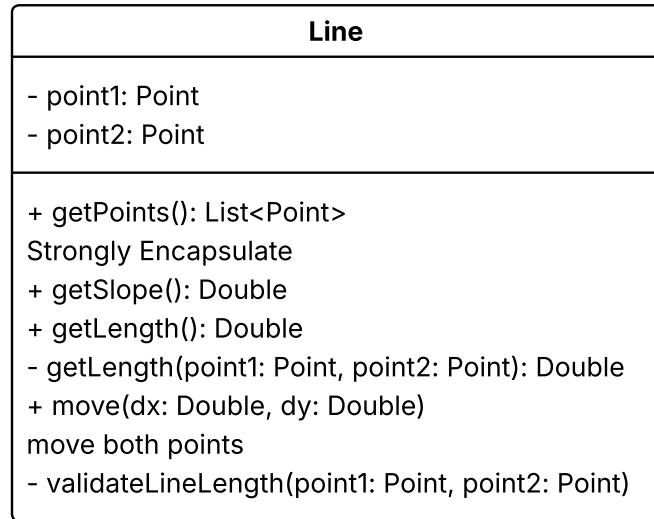 Line
- point1: Point
- point2: Point
+ getPoints(): List<Point>
Strongly Encapsulate
+ getSlope(): Double
+ getLength(): Double
- getLength(point1: Point, point2: Point): Double
+ move(dx: Double, dy: Double)
move both points
- validateLineLength(point1: Point, point2: Point)